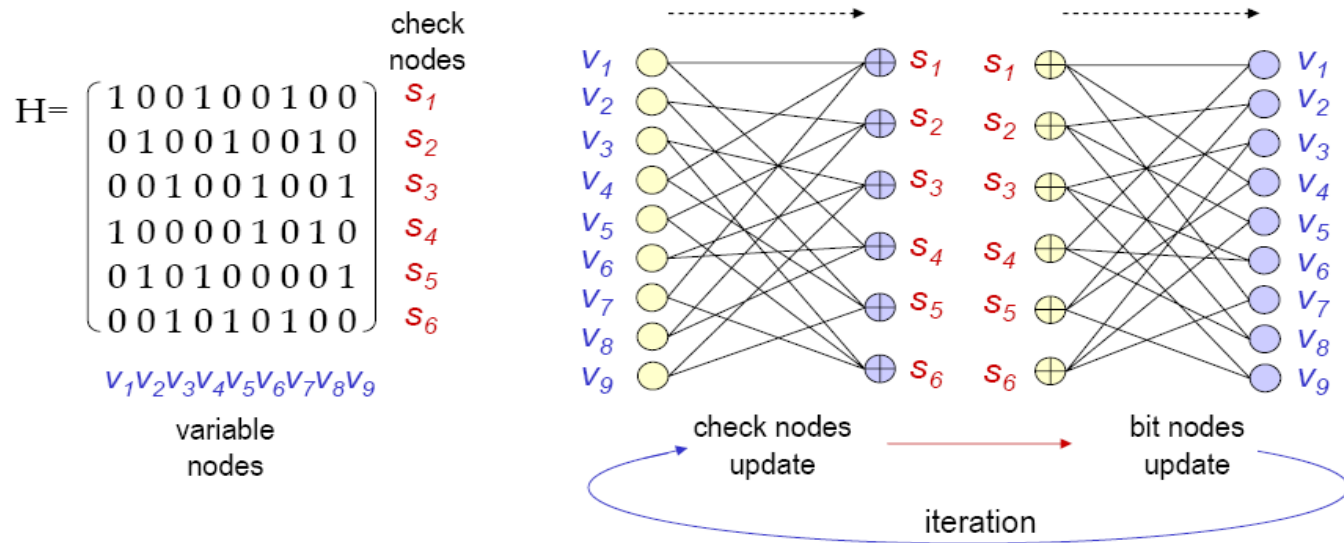 check
nodes
H=
1 0 0 1 0 0 1 0 0 s1
0 1 0 0 1 0 0 1 0 s2
0 0 1 0 0 1 0 0 1 s3
1 0 0 0 0 1 0 1 0 s4
0 1 0 1 0 0 0 0 1 s5
0 0 1 0 1 0 1 0 0 s6
v1v2v3v4v5v6v7v8v9
variable
nodes
v1
v2
v3
v4
v5
v6
v7
v8
v9
s1
s2
s3
s4
s5
s6
check nodes
update
s1
s2
s3
s4
s5
s6
v1
v2
v3
v4
v5
v6
v7
v8
v9
bit nodes
update
iteration